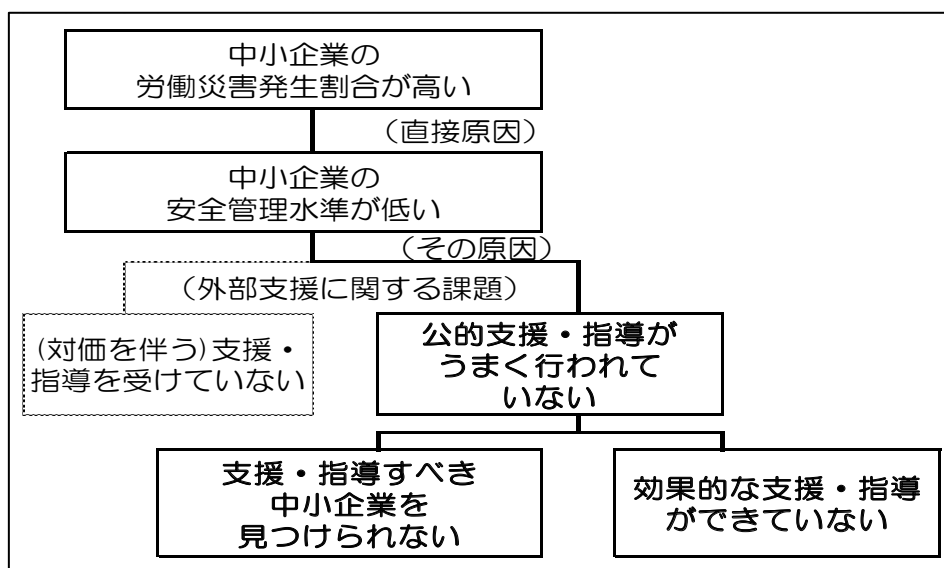 中小企業の
労働災害発生割合が高い
（直接原因）
中小企業の
安全管理水準が低い
（その原因）
（外部支援に関する課題）
(対価を伴う)支援・
指導を受けていない
公的支援・指導が
うまく行われて
いない
支援・指導すべき
中小企業を
見つけられない
効果的な支援・指導
ができていない